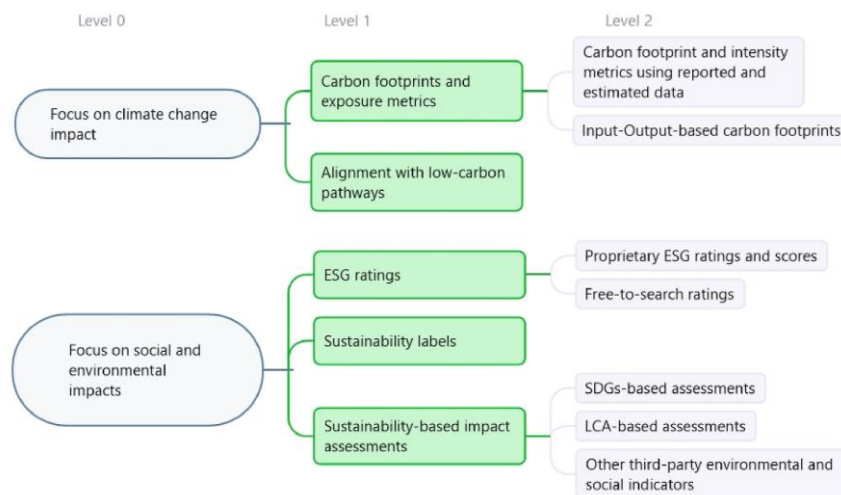 Level 0
Level 1
Level 2
Focus on climate change
impact
Carbon footprints and
exposure metrics
Carbon footprint and intensity
metrics using reported and
estimated data
Input-Output-based carbon footprints
Alignment with low-carbon
pathways
Focus on social and
environmental
impacts
ESG ratings
Proprietary ESG ratings and scores
Free-to-search ratings
Sustainability labels
Sustainability-based impact
assessments
SDGs-based assessments
LCA-based assessments
Other third-party environmental and
social indicators